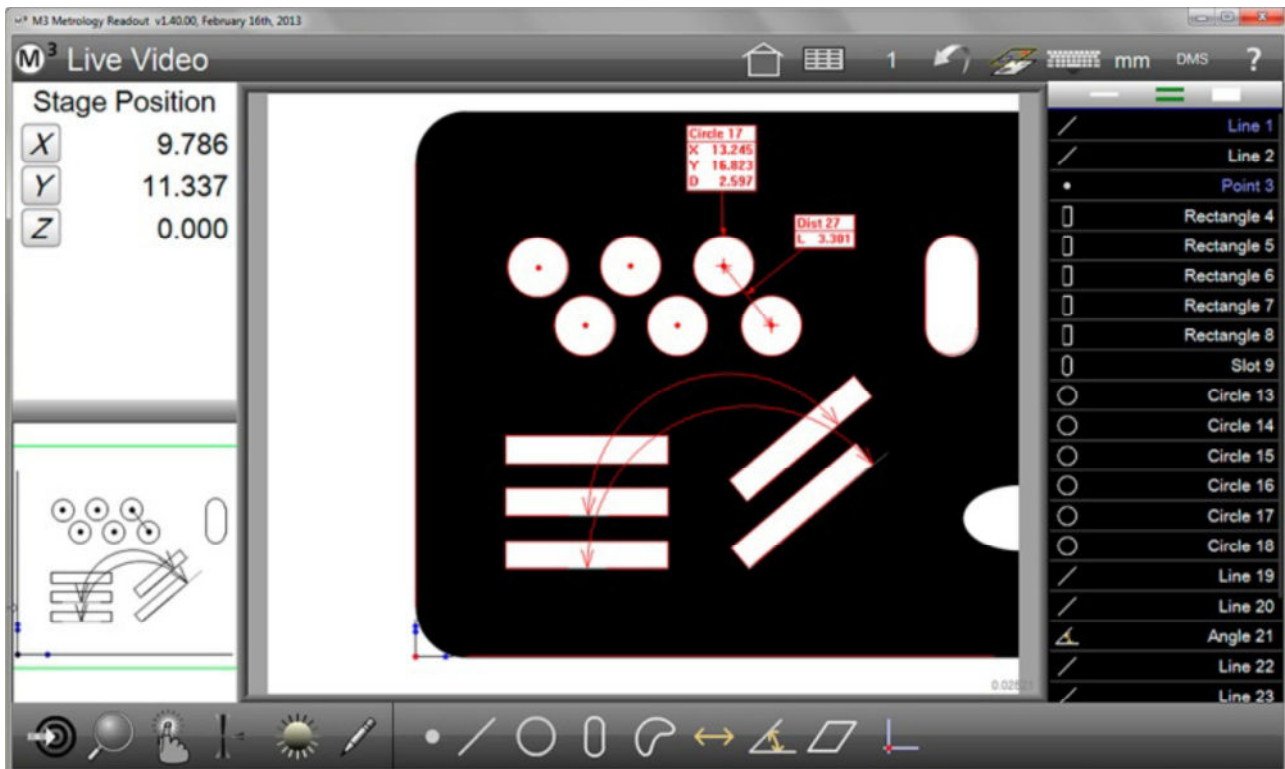 M³ M3 Metrology Readout v1.40.00, February 16th, 2013
M³ Live Video
1
mm
DMS
?
Stage Position
X 9.786
Y 11.337
Z 0.000
Circle 17
X 13.245
Y 16.823
D 2.597
Dist 27
L 3.381
Line 1
Line 2
Point 3
Rectangle 4
Rectangle 5
Rectangle 6
Rectangle 7
Rectangle 8
Slot 9
Circle 13
Circle 14
Circle 15
Circle 16
Circle 17
Circle 18
Line 19
Line 20
Angle 21
Line 22
Line 23